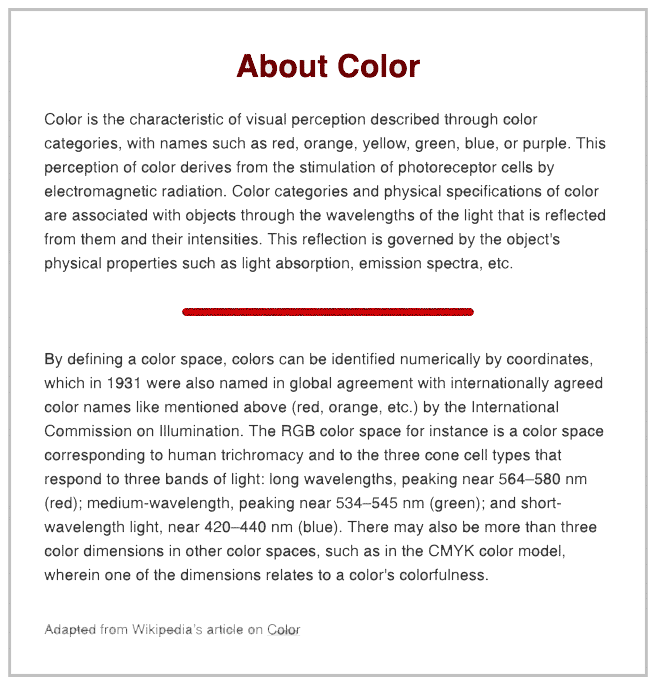 About Color
Color is the characteristic of visual perception described through color
categories, with names such as red, orange, yellow, green, blue, or purple. This
perception of color derives from the stimulation of photoreceptor cells by
electromagnetic radiation. Color categories and physical specifications of color
are associated with objects through the wavelengths of the light that is reflected
from them and their intensities. This reflection is governed by the object's
physical properties such as light absorption, emission spectra, etc.
By defining a color space, colors can be identified numerically by coordinates,
which in 1931 were also named in global agreement with internationally agreed
color names like mentioned above (red, orange, etc.) by the International
Commission on Illumination. The RGB color space for instance is a color space
corresponding to human trichromacy and to the three cone cell types that
respond to three bands of light: long wavelengths, peaking near 564–580 nm
(red); medium-wavelength, peaking near 534–545 nm (green); and short-
wavelength light, near 420–440 nm (blue). There may also be more than three
color dimensions in other color spaces, such as in the CMYK color model,
wherein one of the dimensions relates to a color's colorfulness.
Adapted from Wikipedia's article on Color